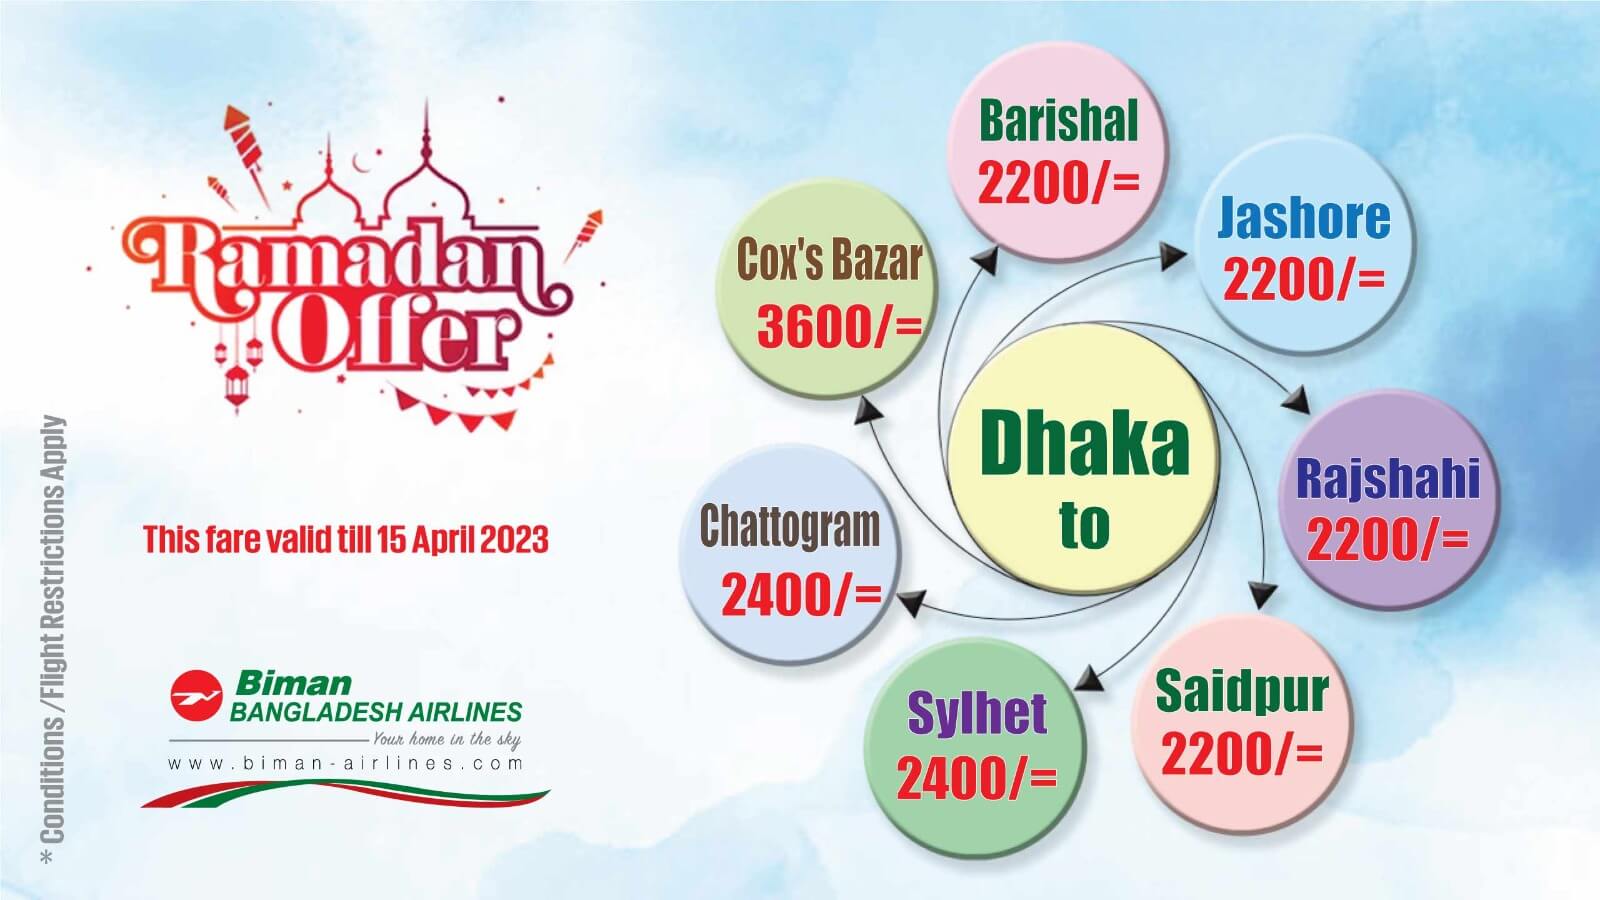 Ramadan
Offer
This fare valid till 15 April 2023
Biman
BANGLADESH AIRLINES
Your home in the sky
www.biman-airlines.com
* Conditions / Flight Restrictions Apply
Dhaka
to
Barishal
2200/=
Jashore
2200/=
Rajshahi
2200/=
Saidpur
2200/=
Sylhet
2400/=
Chattogram
2400/=
Cox's Bazar
3600/=